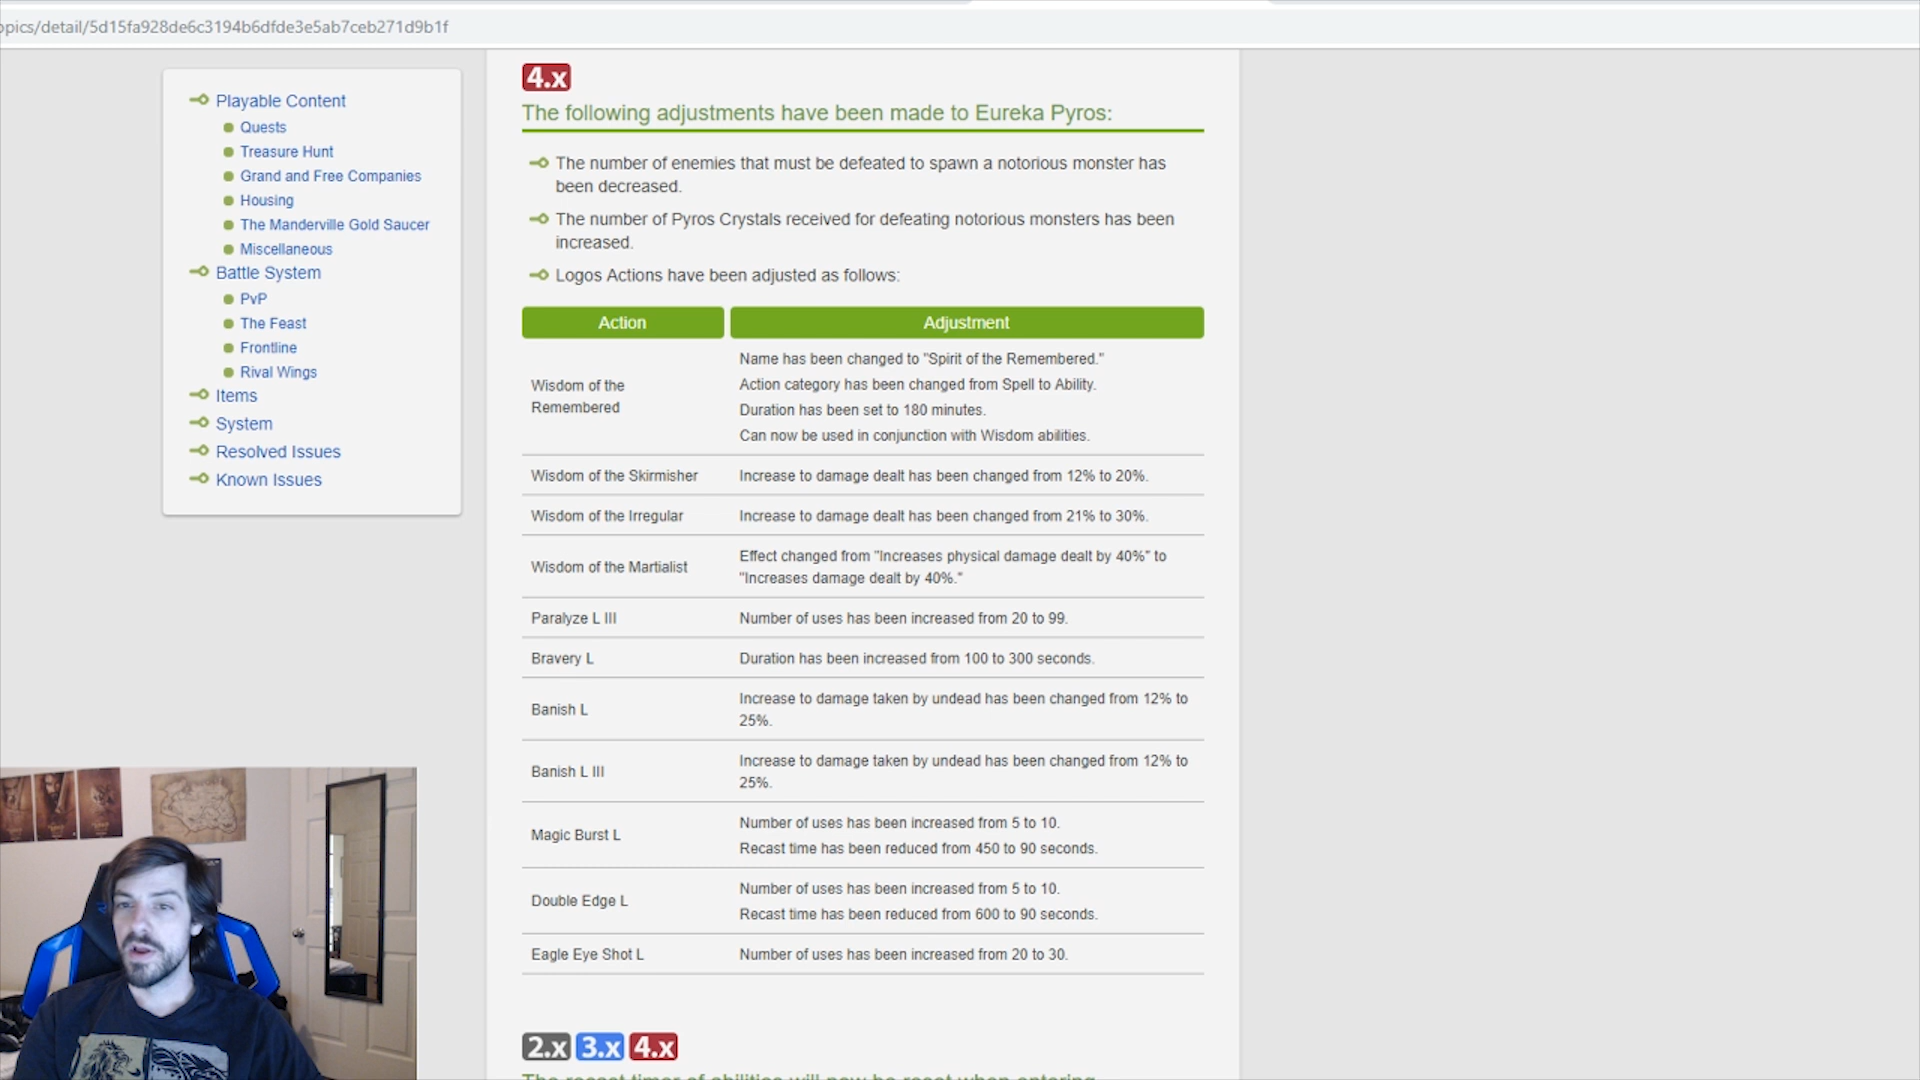 opics/detail/5d15fa928de6c3194b6dfde3e5ab7ceb271d9b1f
Playable Content
Quests
Treasure Hunt
Grand and Free Companies
Housing
The Manderville Gold Saucer
Miscellaneous
Battle System
PvP
The Feast
Frontline
Rival Wings
Items
System
Resolved Issues
Known Issues
4.x
The following adjustments have been made to Eureka Pyros:
The number of enemies that must be defeated to spawn a notorious monster has
been decreased.
The number of Pyros Crystals received for defeating notorious monsters has been
increased.
Logos Actions have been adjusted as follows:
Action Adjustment
Wisdom of the
Remembered
Name has been changed to "Spirit of the Remembered."
Action category has been changed from Spell to Ability.
Duration has been set to 180 minutes.
Can now be used in conjunction with Wisdom abilities.
Wisdom of the Skirmisher Increase to damage dealt has been changed from 12% to 20%.
Wisdom of the Irregular Increase to damage dealt has been changed from 21% to 30%.
Wisdom of the Martialist
Effect changed from "Increases physical damage dealt by 40%" to
"Increases damage dealt by 40%."
Paralyze L III Number of uses has been increased from 20 to 99.
Bravery L Duration has been increased from 100 to 300 seconds.
Banish L
Increase to damage taken by undead has been changed from 12% to
25%.
Banish L III
Increase to damage taken by undead has been changed from 12% to
25%.
Magic Burst L
Number of uses has been increased from 5 to 10.
Recast time has been reduced from 450 to 90 seconds.
Double Edge L
Number of uses has been increased from 5 to 10.
Recast time has been reduced from 600 to 90 seconds.
Eagle Eye Shot L Number of uses has been increased from 20 to 30.
2.x 3.x 4.x
The recast timer of abilities will now be reset when entering